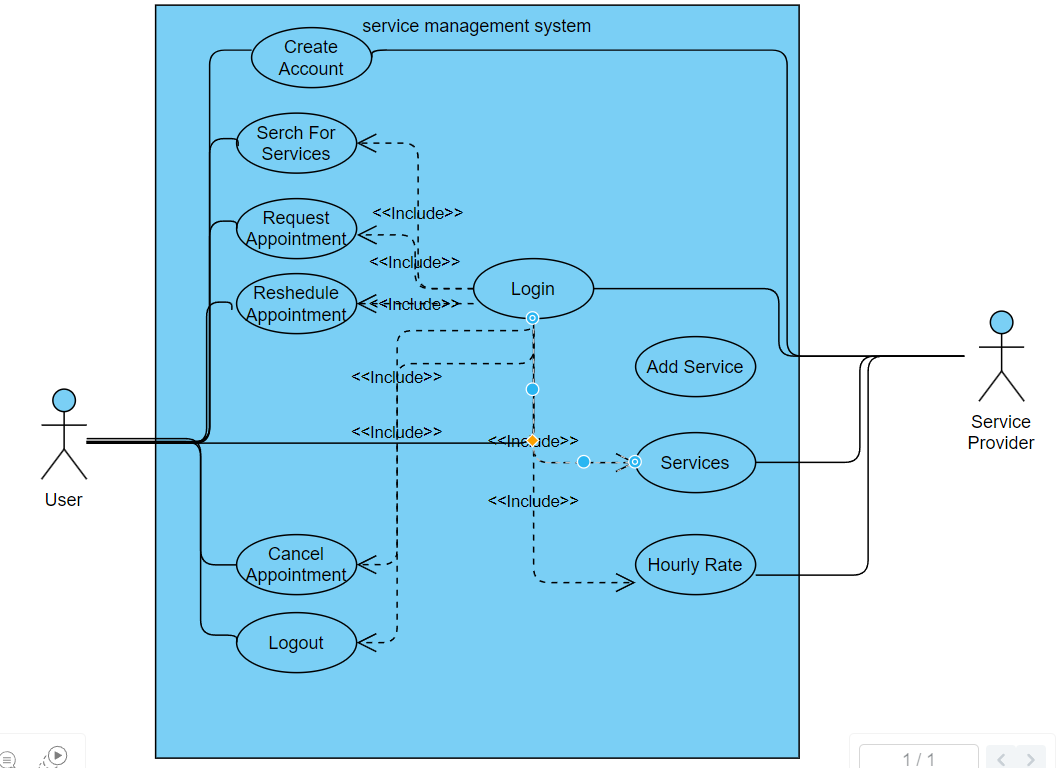 service management system
Create
Account
Serch For
Services
<<Include>>
Request
Appointment
<<Include>>
Login
Reshedule
Appointment
<<Include>>
Add Service
<<Include>>
Service
Provider
<<Include>>
<<Include>>
Services
User
<<Include>>
Cancel
Appointment
Hourly Rate
Logout
1 / 1